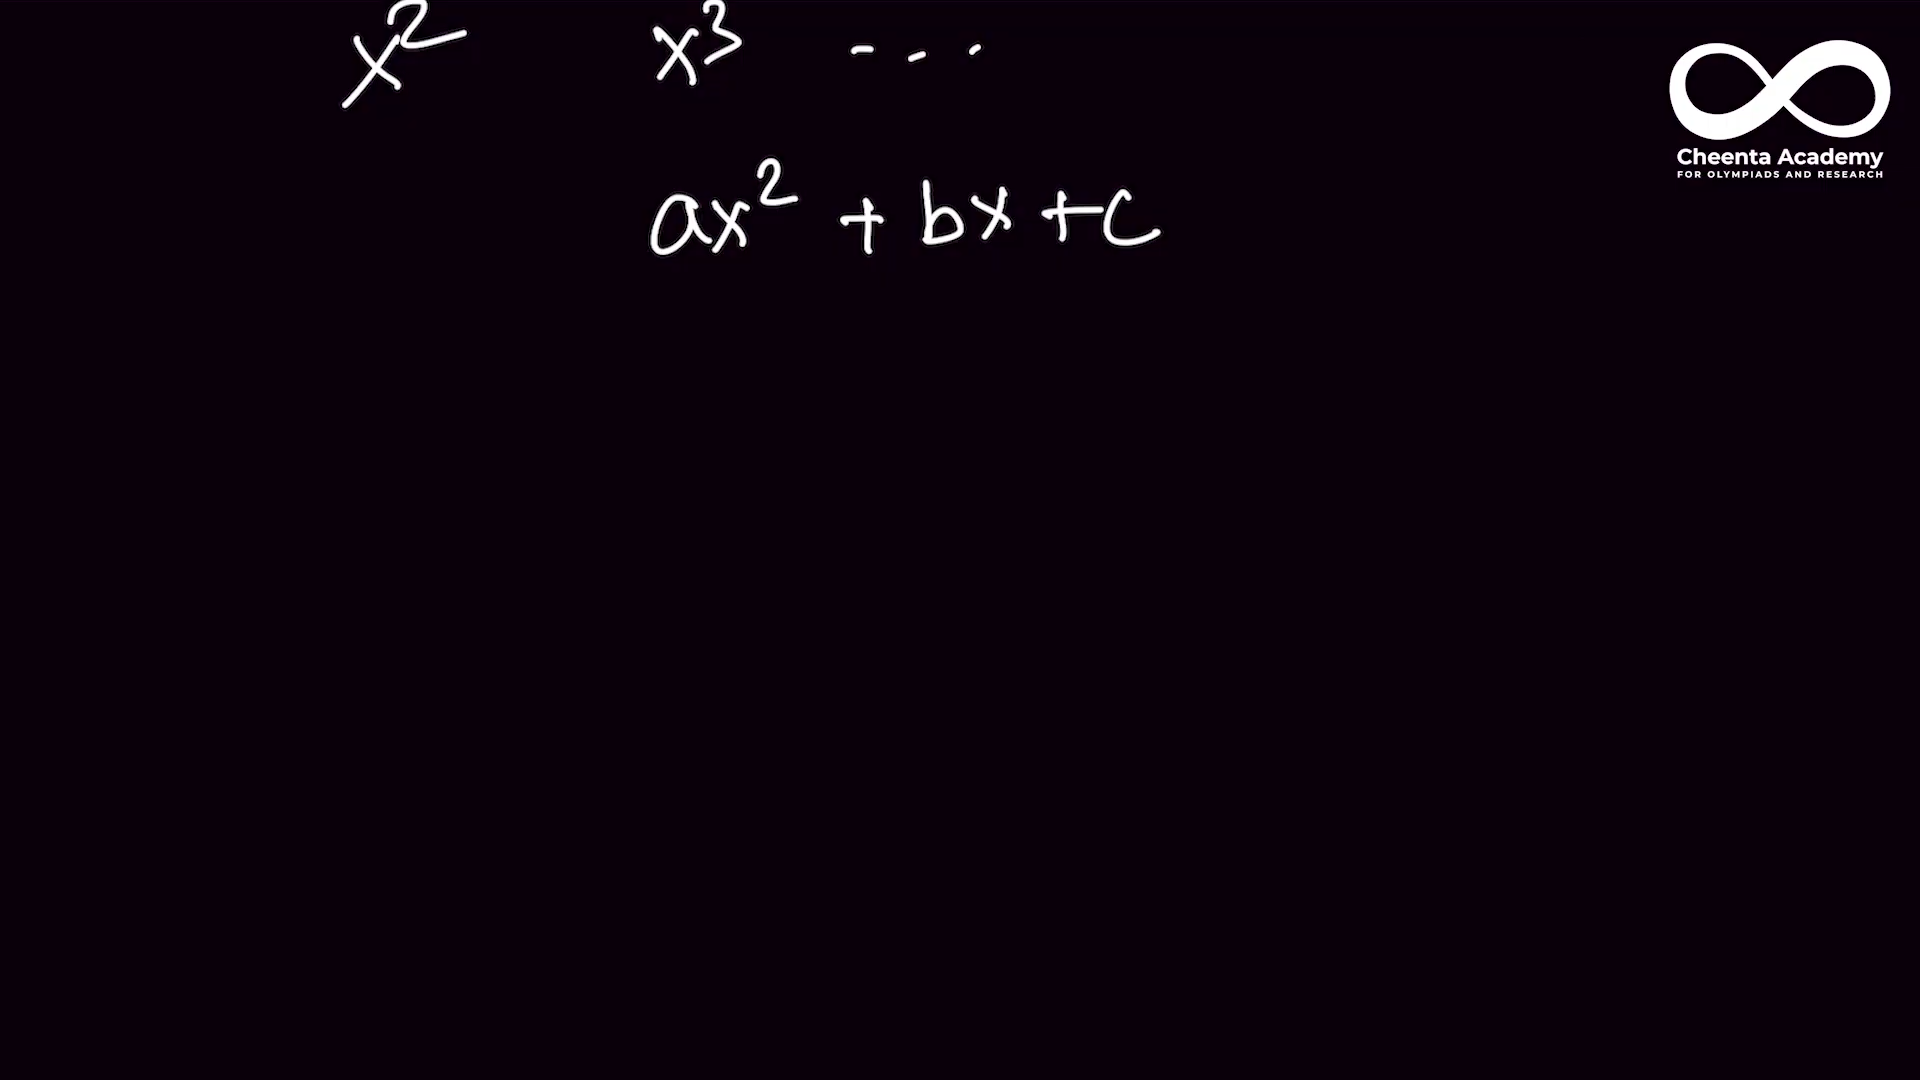 x² x³ - - -
ax² + bx + c
Cheenta Academy
FOR OLYMPIADS AND RESEARCH